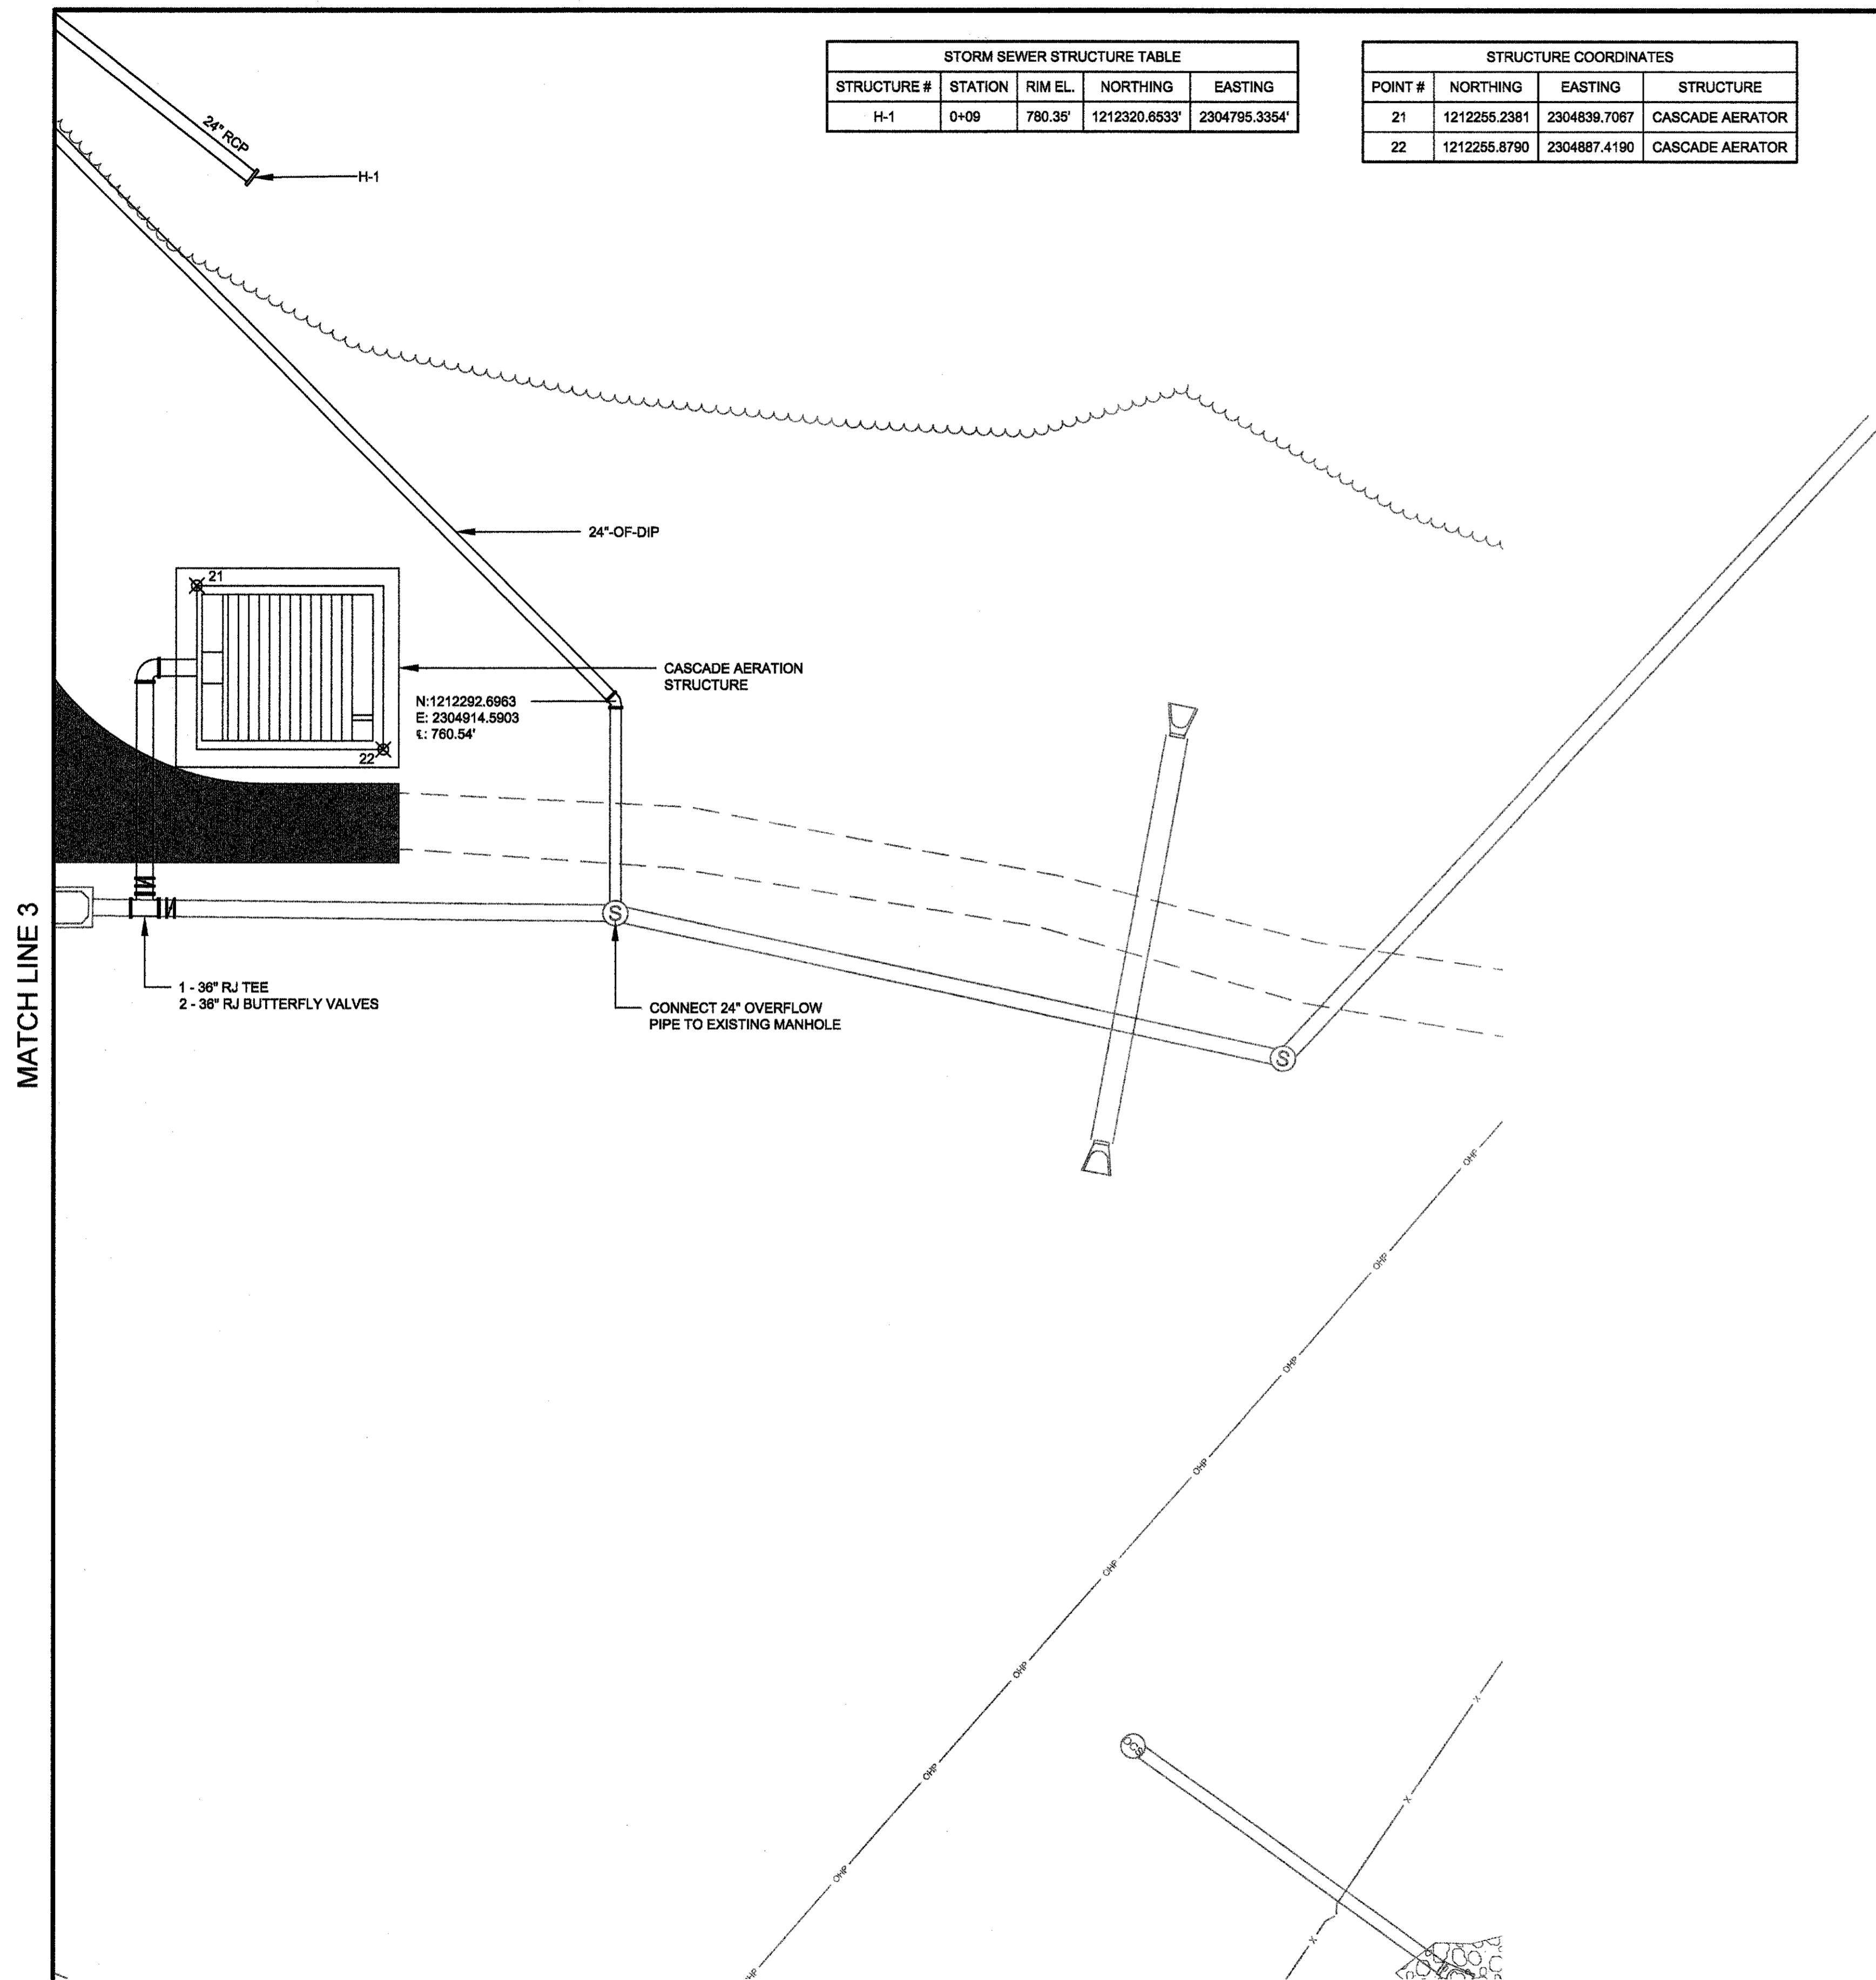 STORM SEWER STRUCTURE TABLE
STRUCTURE # STATION RIM EL. NORTHING EASTING
H-1 0+09 780.35' 1212320.6533' 2304795.3354'
STRUCTURE COORDINATES
POINT # NORTHING EASTING STRUCTURE
21 1212255.2381 2304839.7067 CASCADE AERATOR
22 1212255.8790 2304887.4190 CASCADE AERATOR
24" RCP
H-1
24"-OF-DIP
21
CASCADE AERATION
STRUCTURE
N:1212292.6963
E: 2304914.5903
℄: 760.54'
22
MATCH LINE 3
S
1 - 36" RJ TEE
2 - 36" RJ BUTTERFLY VALVES
CONNECT 24" OVERFLOW
PIPE TO EXISTING MANHOLE
S
OHP
OHP
OHP
OHP
OHP
OHP
OHP
OHP
OHP
X
OCS
X
X